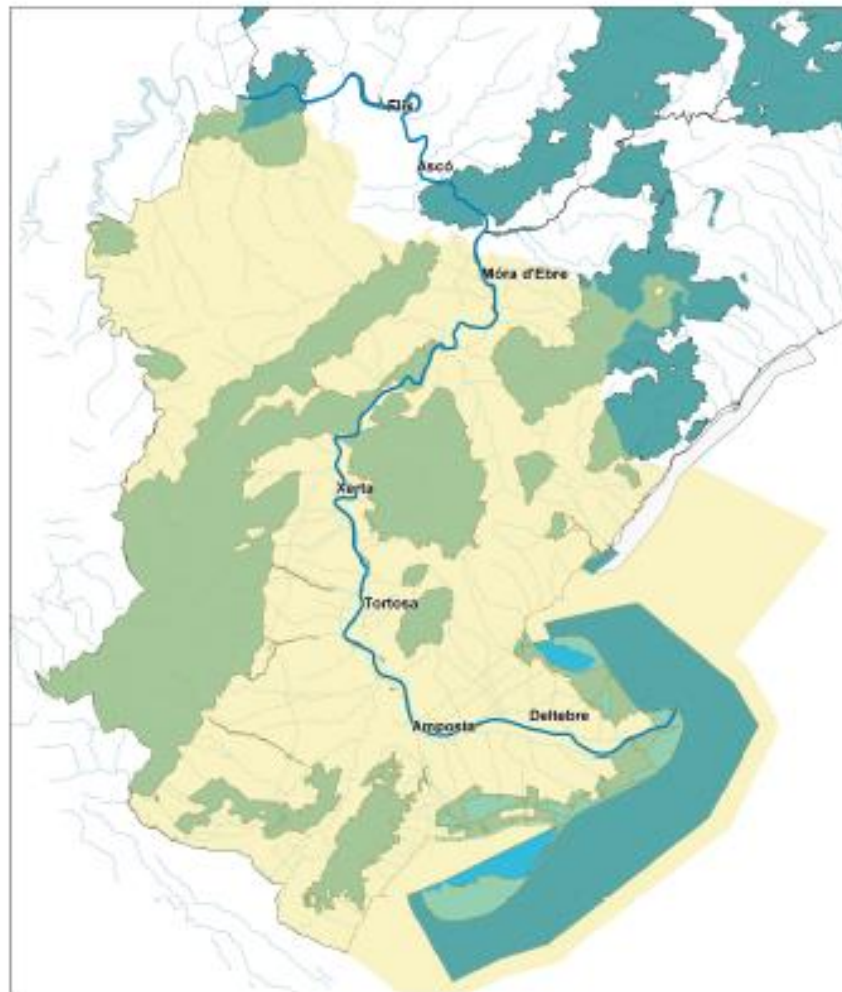 Flix
Ascó
Móra d'Ebre
Xerta
Tortosa
Deltebre
Amposta